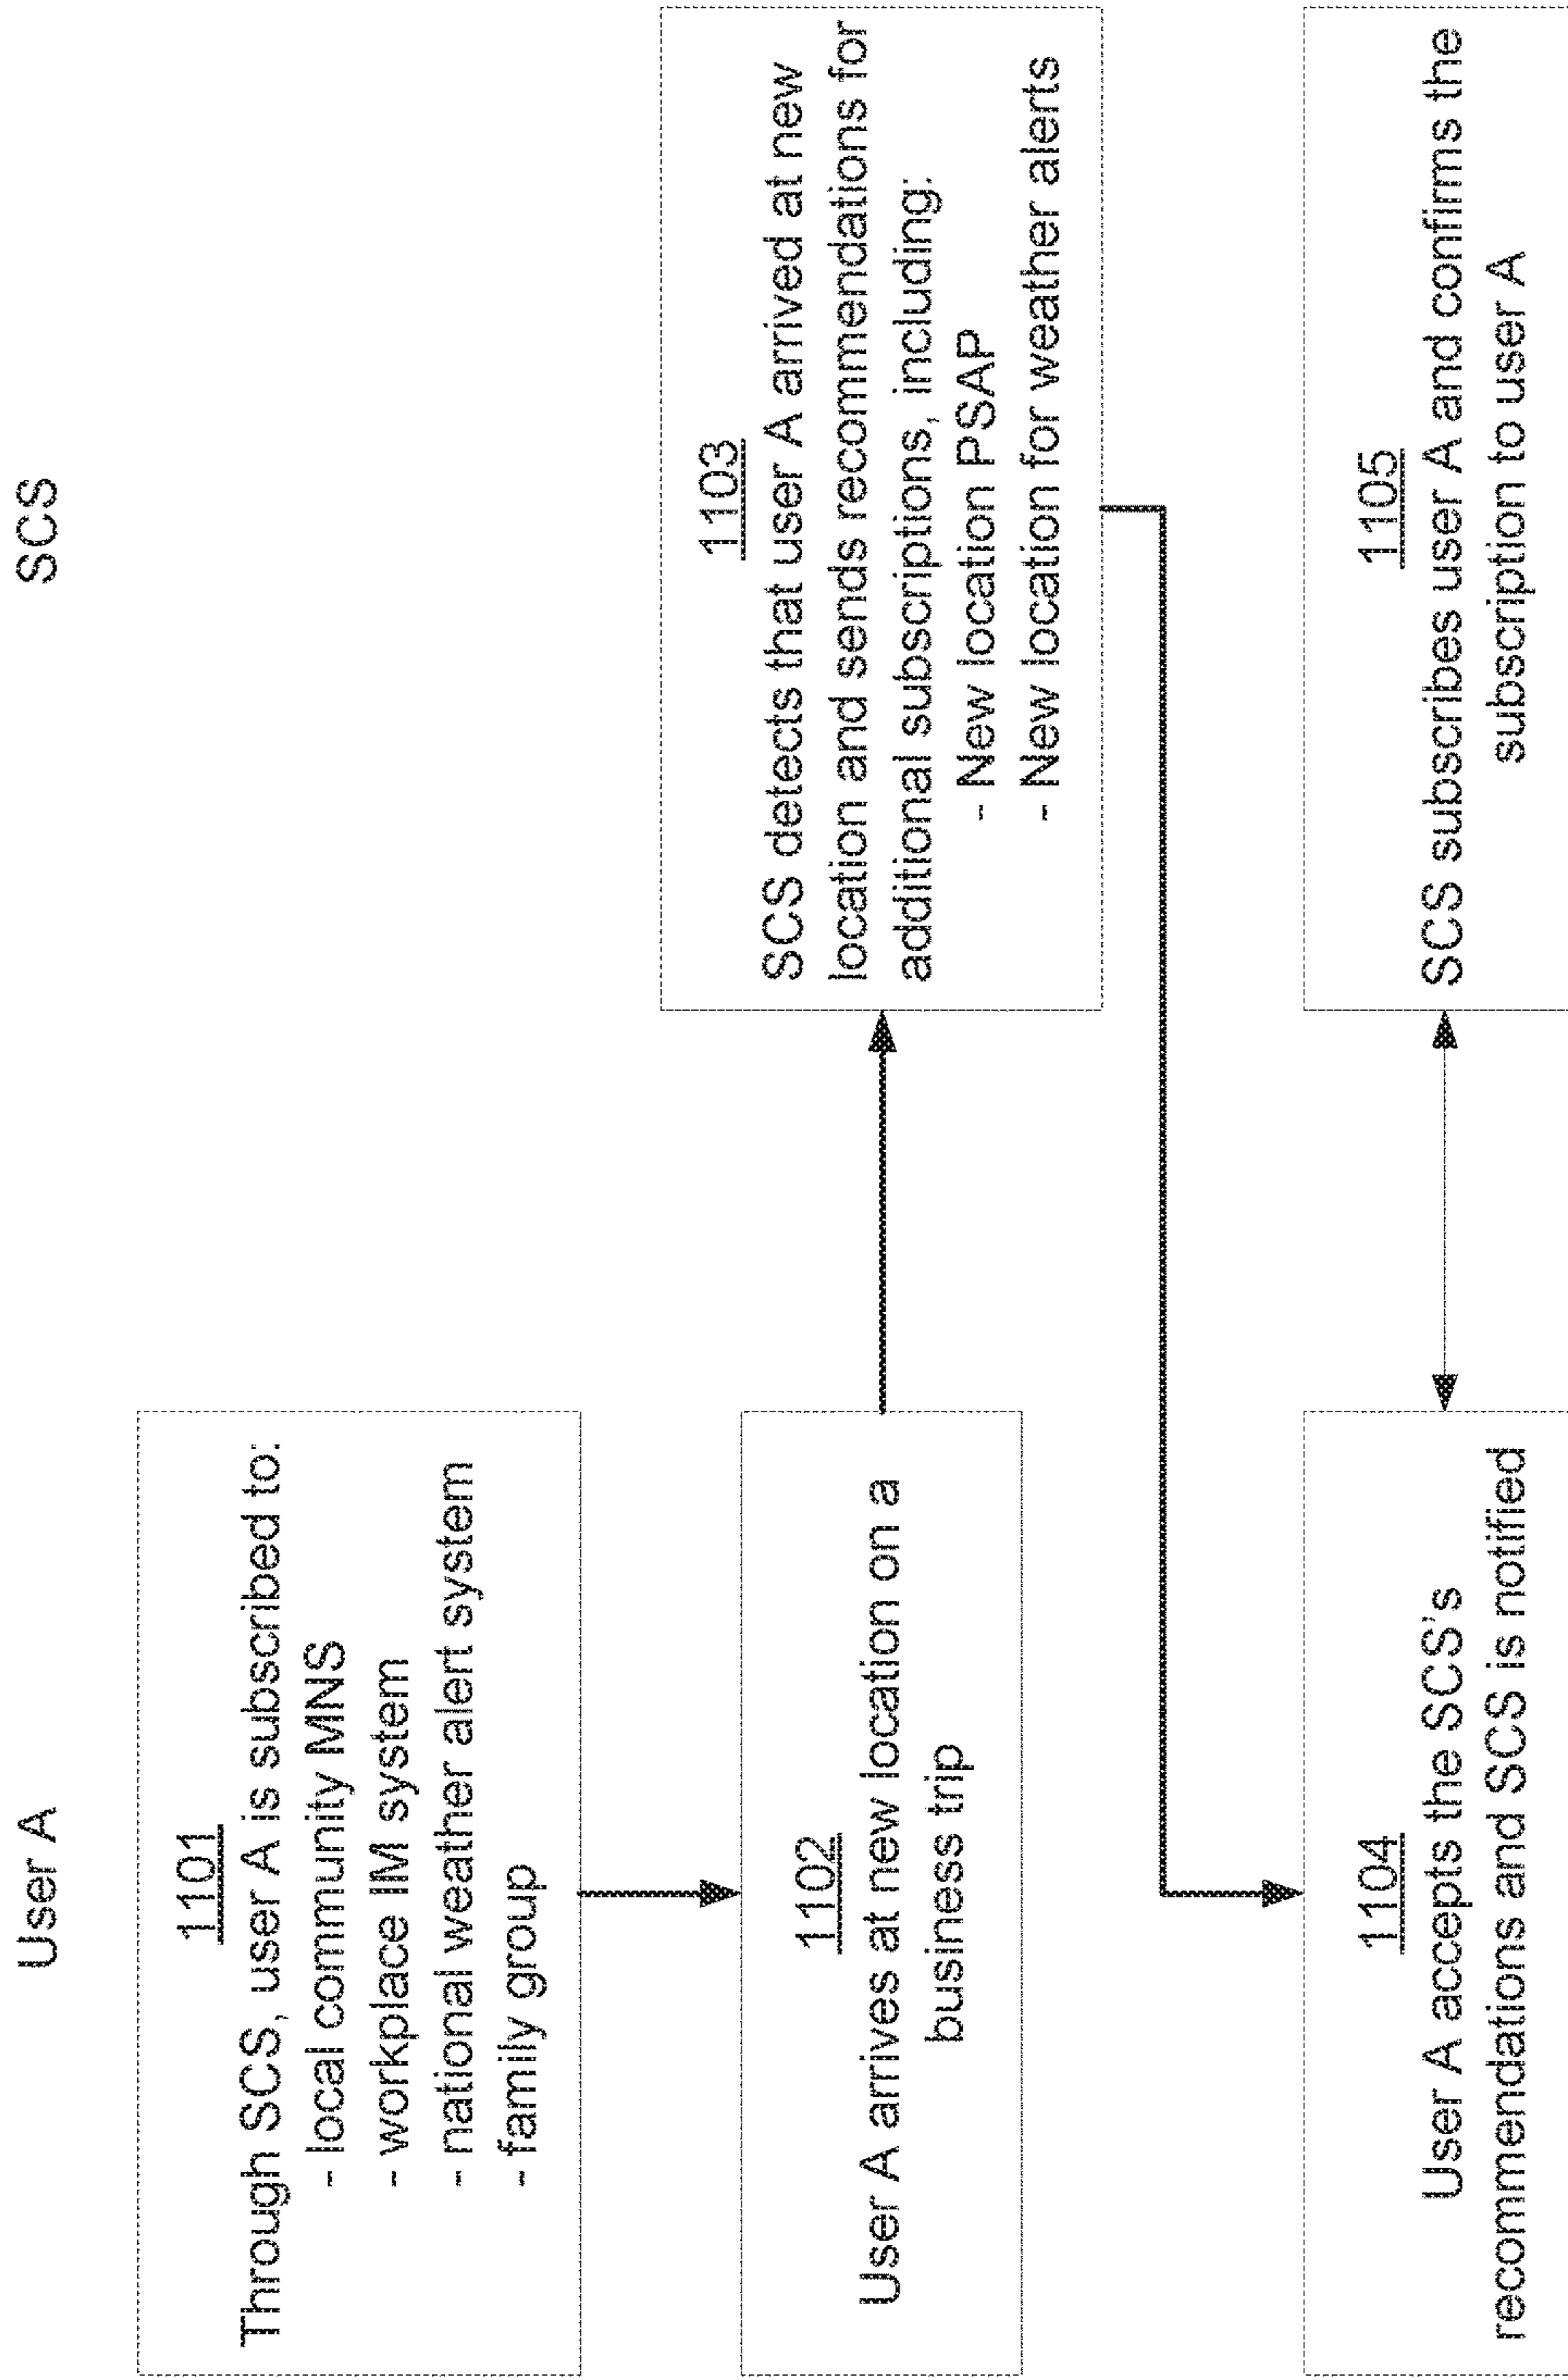 User A
SCS
1101
Through SCS, user A is subscribed to:
- local community MNS
- workplace IM system
- national weather alert system
- family group
1102
User A arrives at new location on a
business trip
1103
SCS detects that user A arrived at new
location and sends recommendations for
additional subscriptions, including:
- New location PSAP
- New location for weather alerts
1104
User A accepts the SCS's
recommendations and SCS is notified
1105
SCS subscribes user A and confirms the
subscription to user A